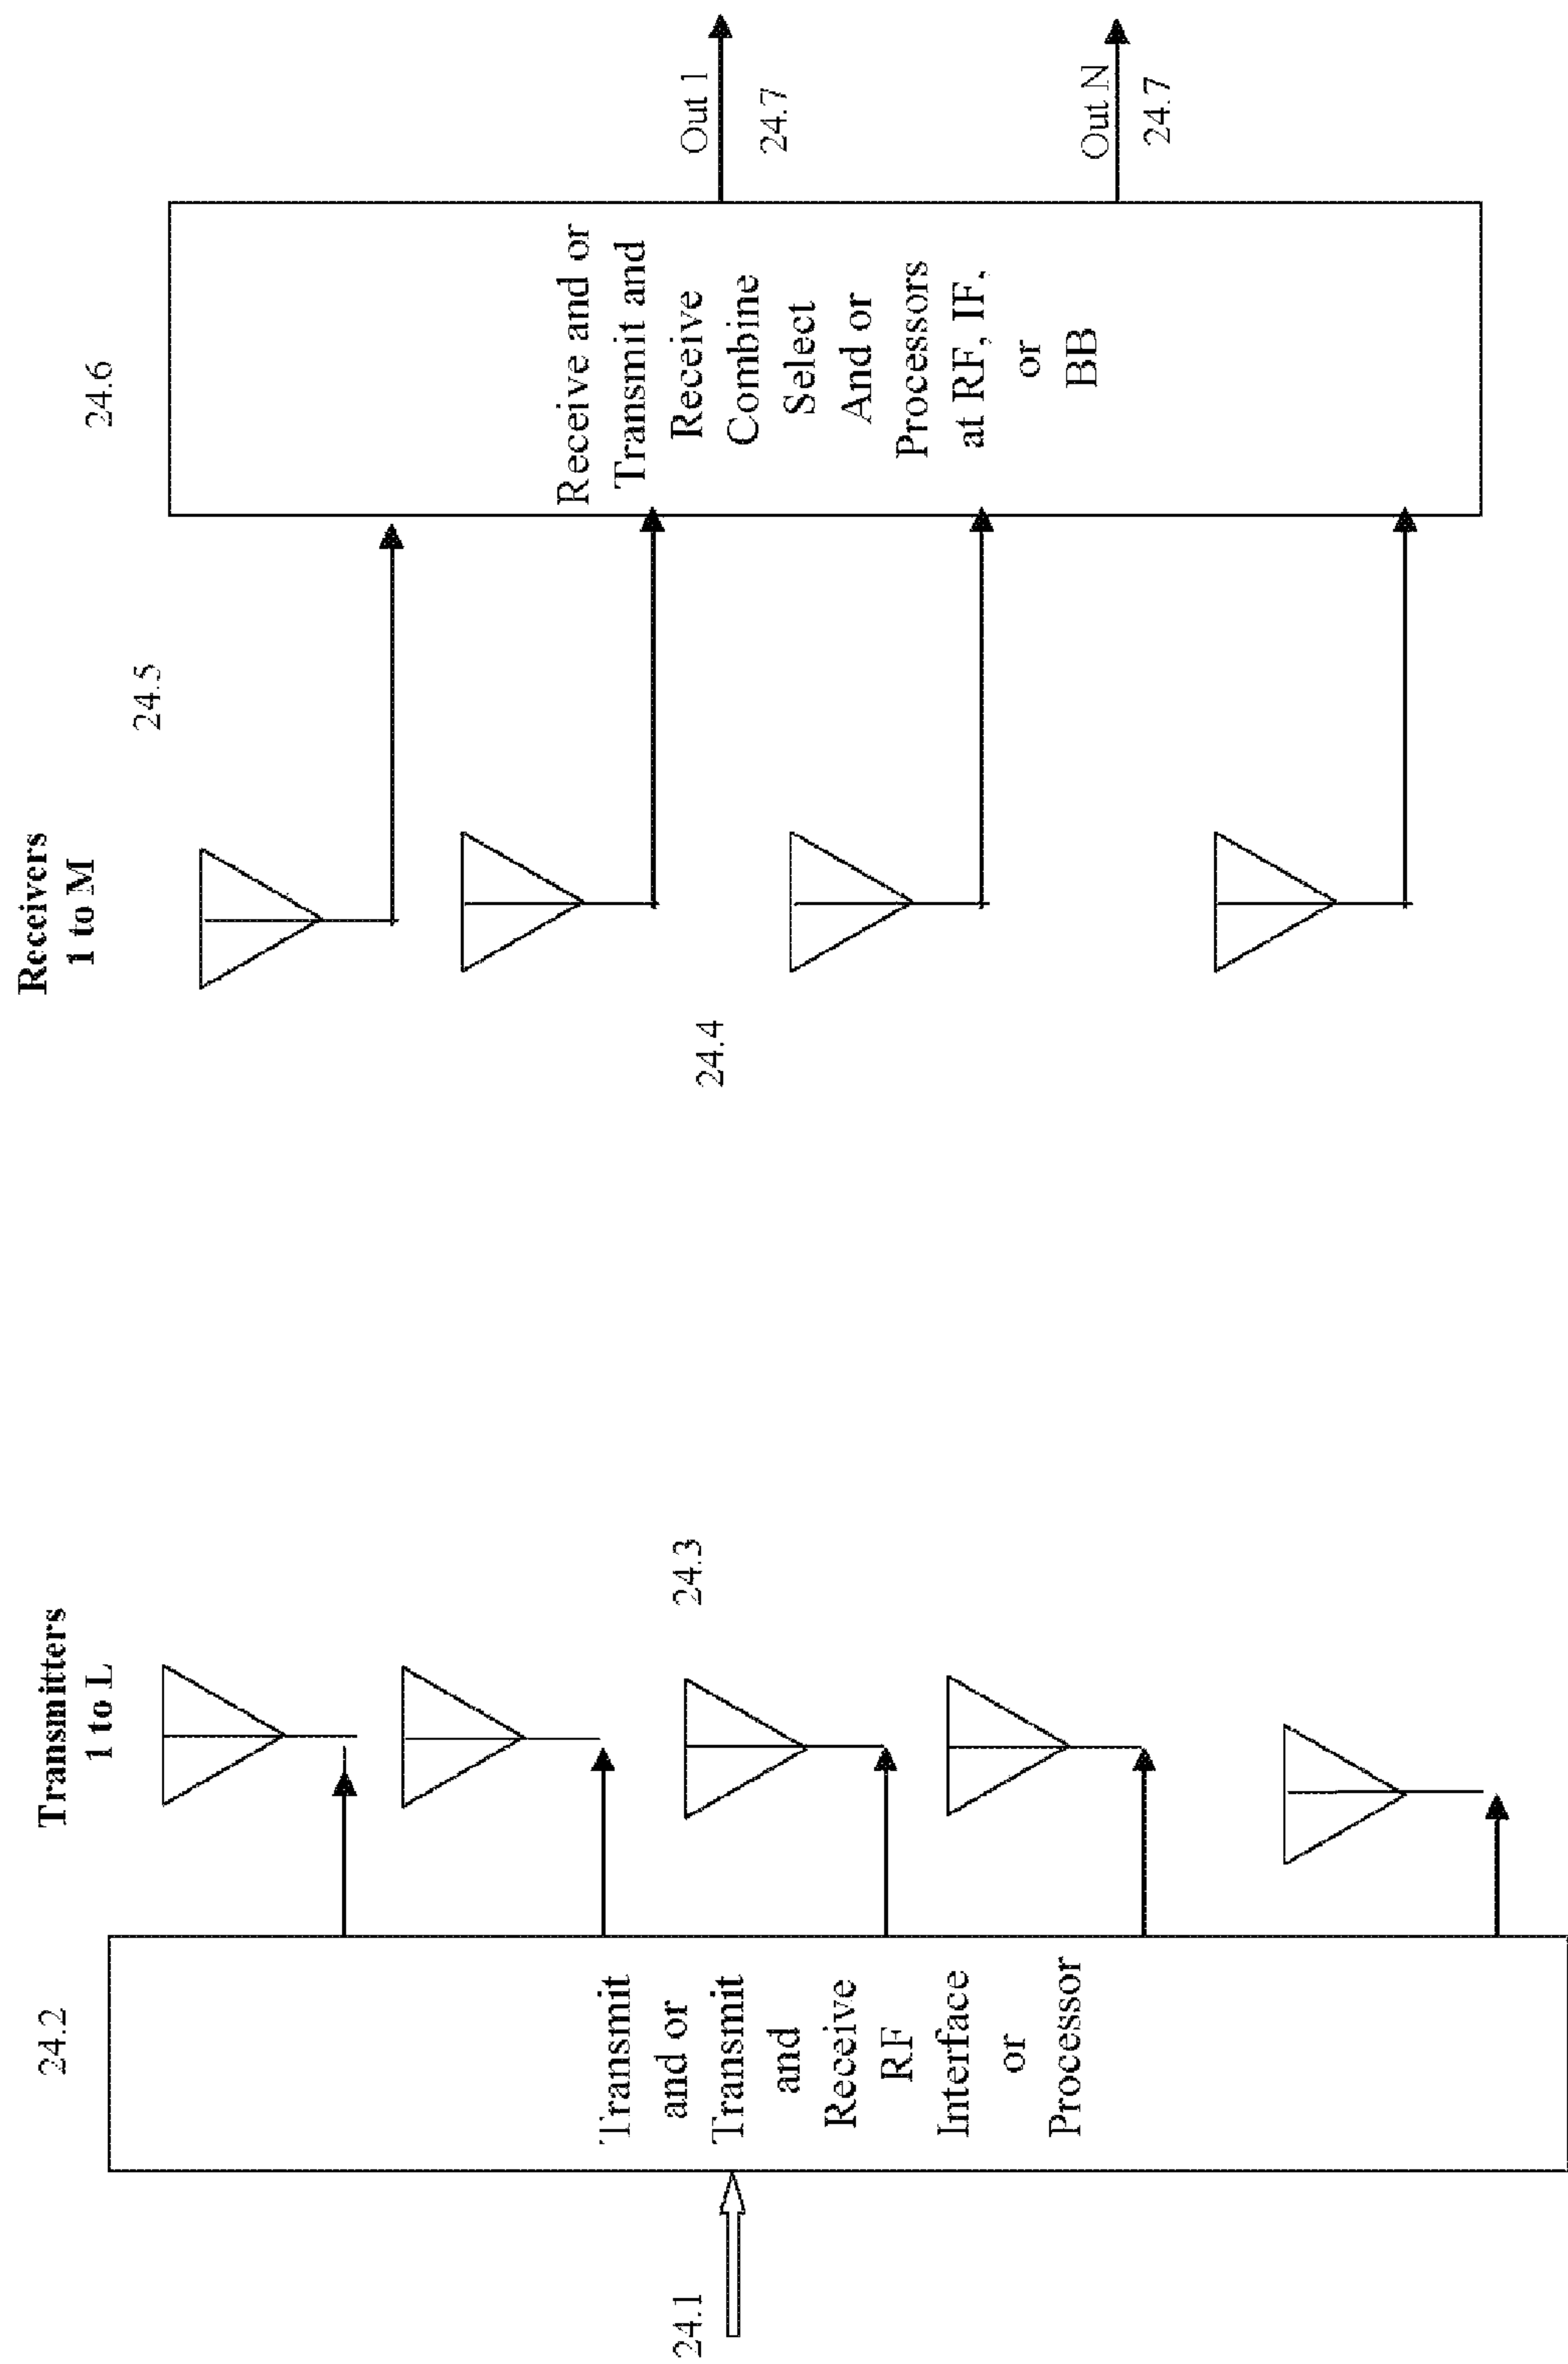 24.1
24.2
Transmit
and or
Transmit
and
Receive
RF
Interface
or
Processor
Transmitters
1 to L
24.3
24.4
Receivers
1 to M
24.5
24.6
Receive and or
Transmit and
Receive
Combine
Select
And or
Processors
at RF, IF,
or
BB
Out 1
24.7
Out N
24.7